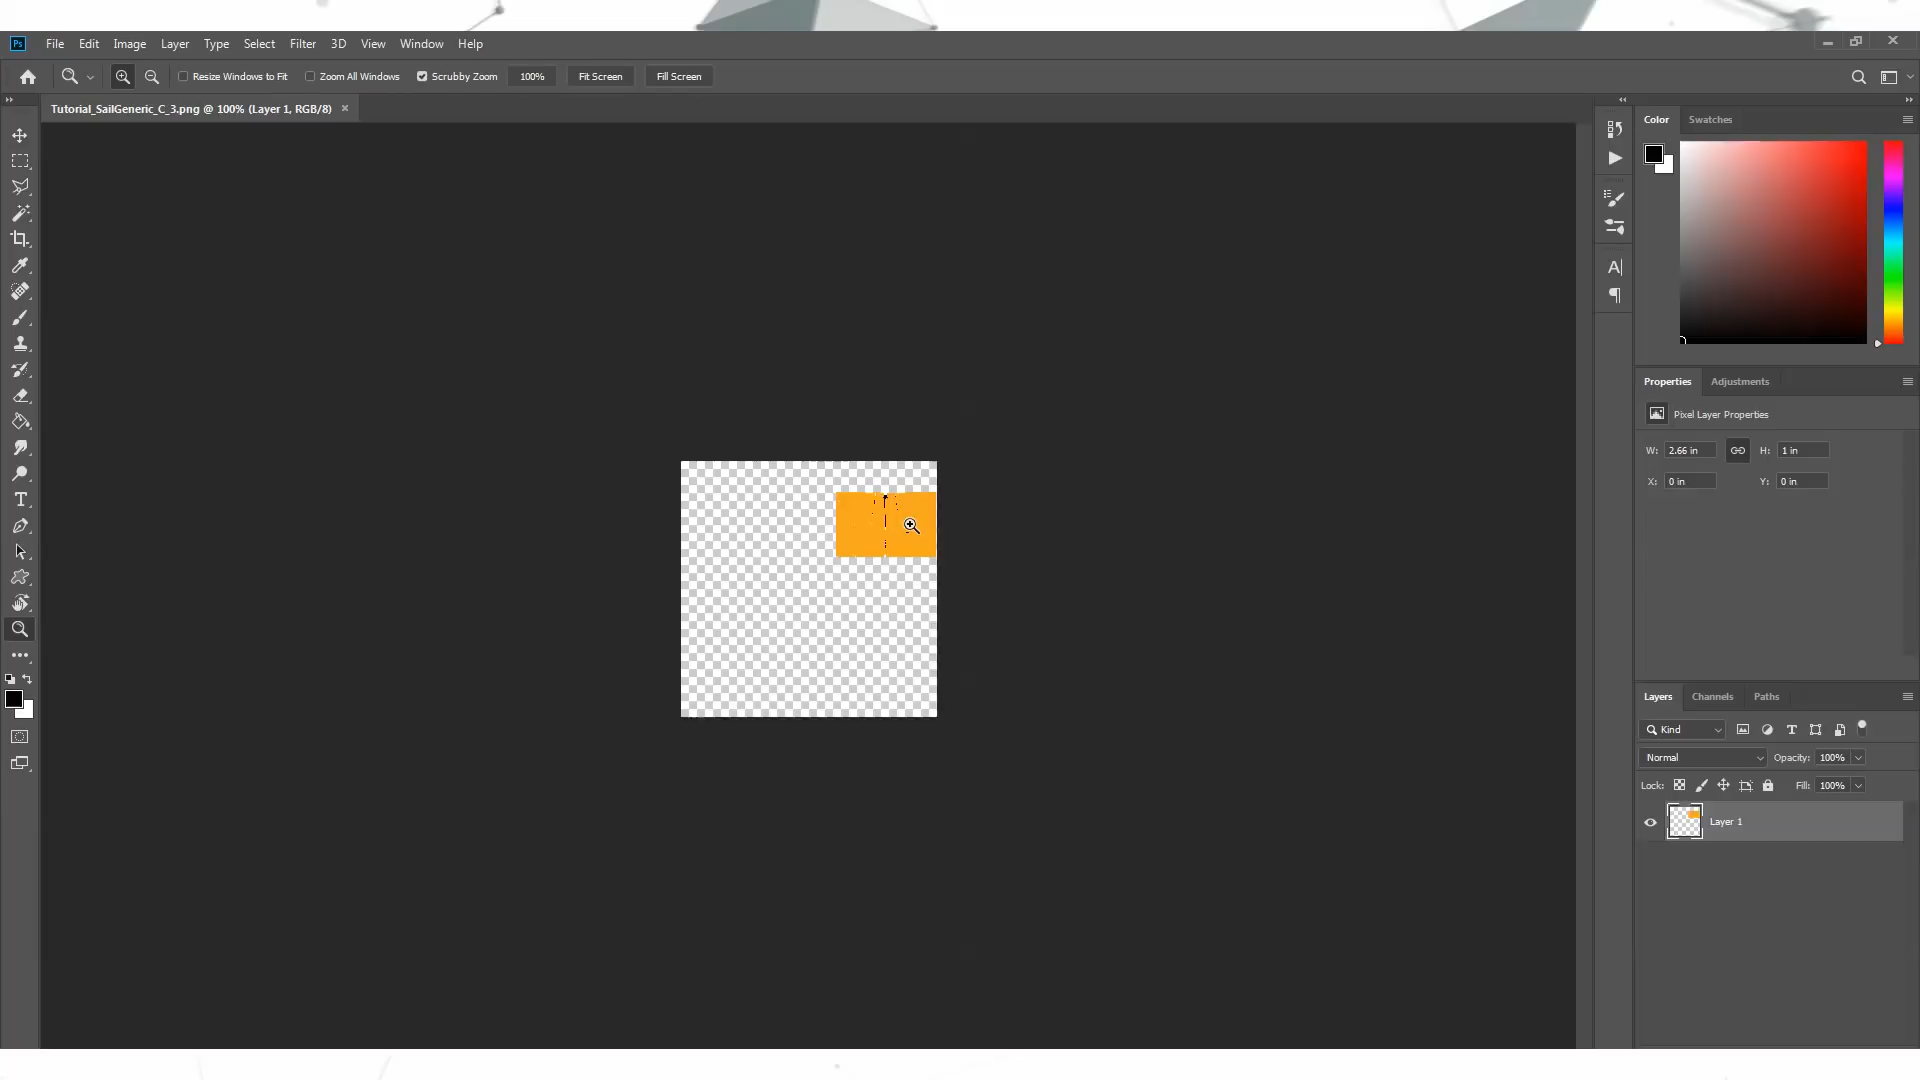 Ps File Edit Image Layer Type Select Filter 3D View Window Help
Resize Windows to Fit Zoom All Windows Scrubby Zoom 100% Fit Screen Fill Screen
Tutorial_SailGeneric_C_3.png @ 100% (Layer 1, RGB/8)
Color Swatches
Properties Adjustments
Pixel Layer Properties
W: 2.66 in H: 1 in
X: 0 in Y: 0 in
Layers Channels Paths
Kind
Normal Opacity: 100%
Lock: Fill: 100%
Layer 1